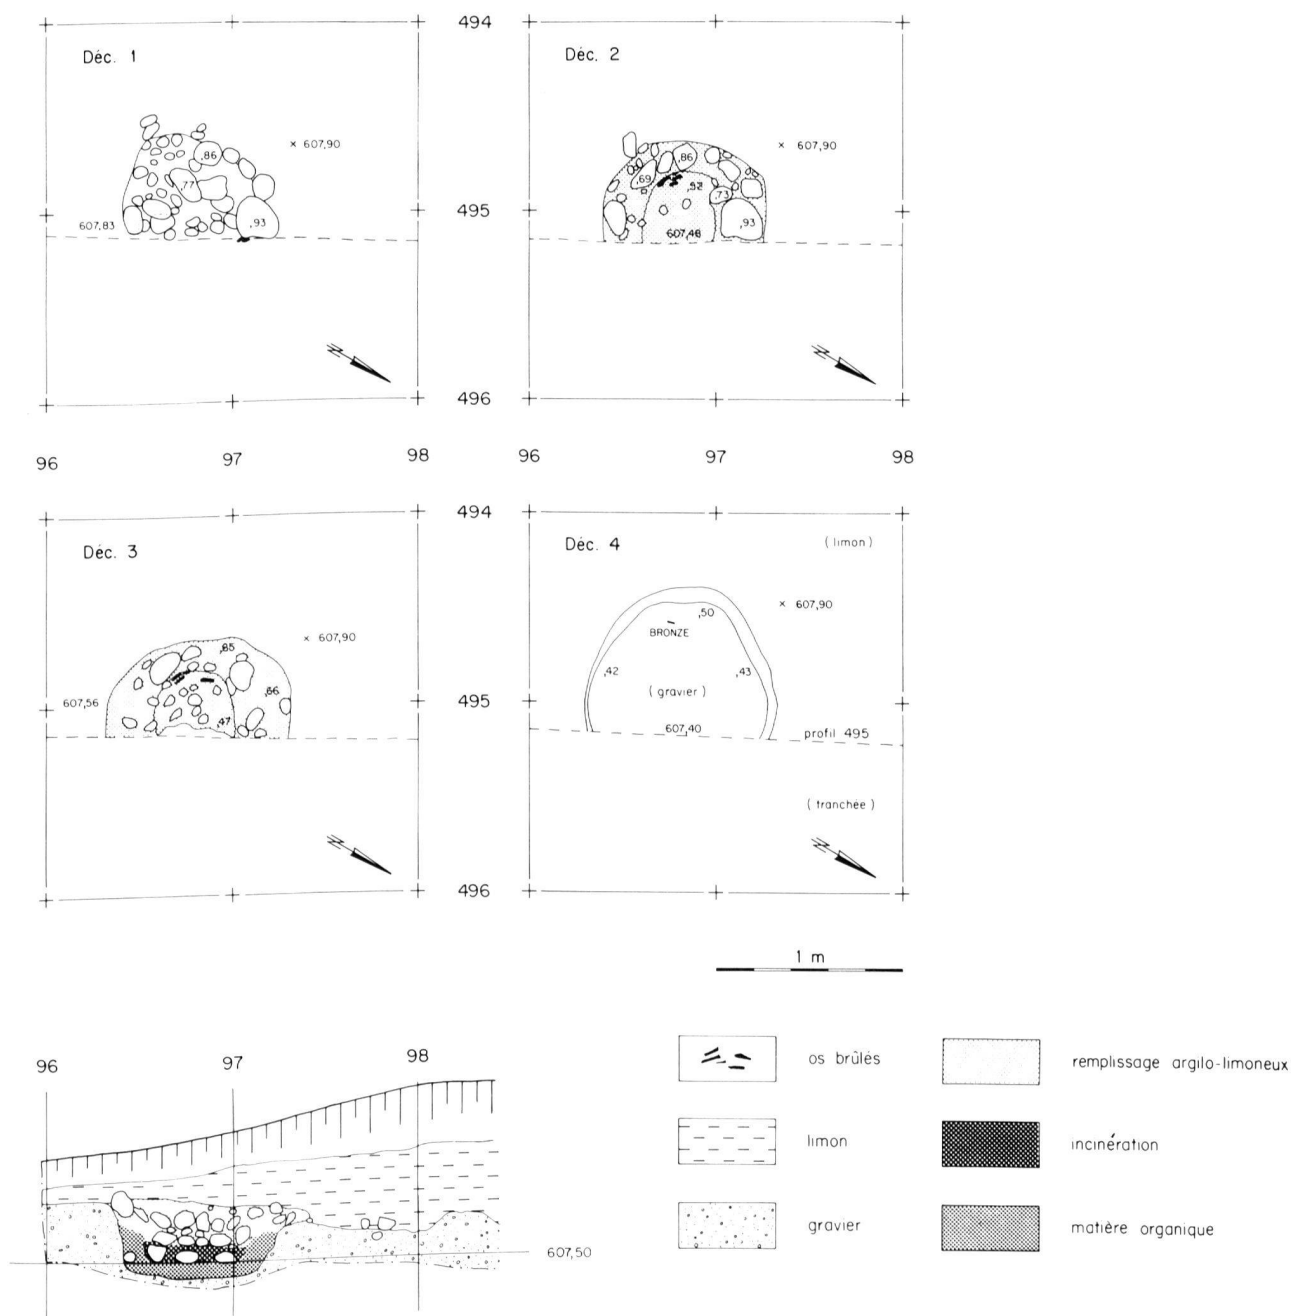 494
Déc. 1
Déc. 2
× 607,90
× 607,90
,86
,77
,93
607,83
495
,86
,69
,52
,73
,93
607,48
N
N
496
96
97
98
96
97
98
494
Déc. 3
Déc. 4
( limon )
× 607,90
× 607,90
,85
,66
,47
607,56
495
,50
BRONZE
,42
,43
( gravier )
607,40
profil 495
( tranchée )
N
N
496
1 m
96
97
98
607,50
os brûlés
remplissage argilo-limoneux
limon
incinération
gravier
matière organique